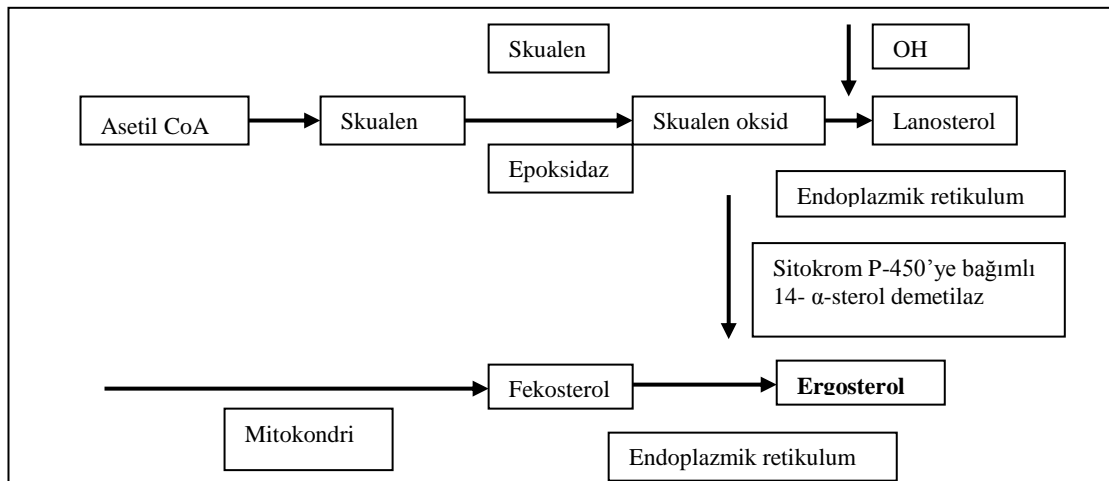 Skualen
OH
Asetil CoA
Skualen
Skualen oksid
Lanosterol
Epoksidaz
Endoplazmik retikulum
Sitokrom P-450’ye bağımlı
14- α-sterol demetilaz
Fekosterol
Ergosterol
Mitokondri
Endoplazmik retikulum